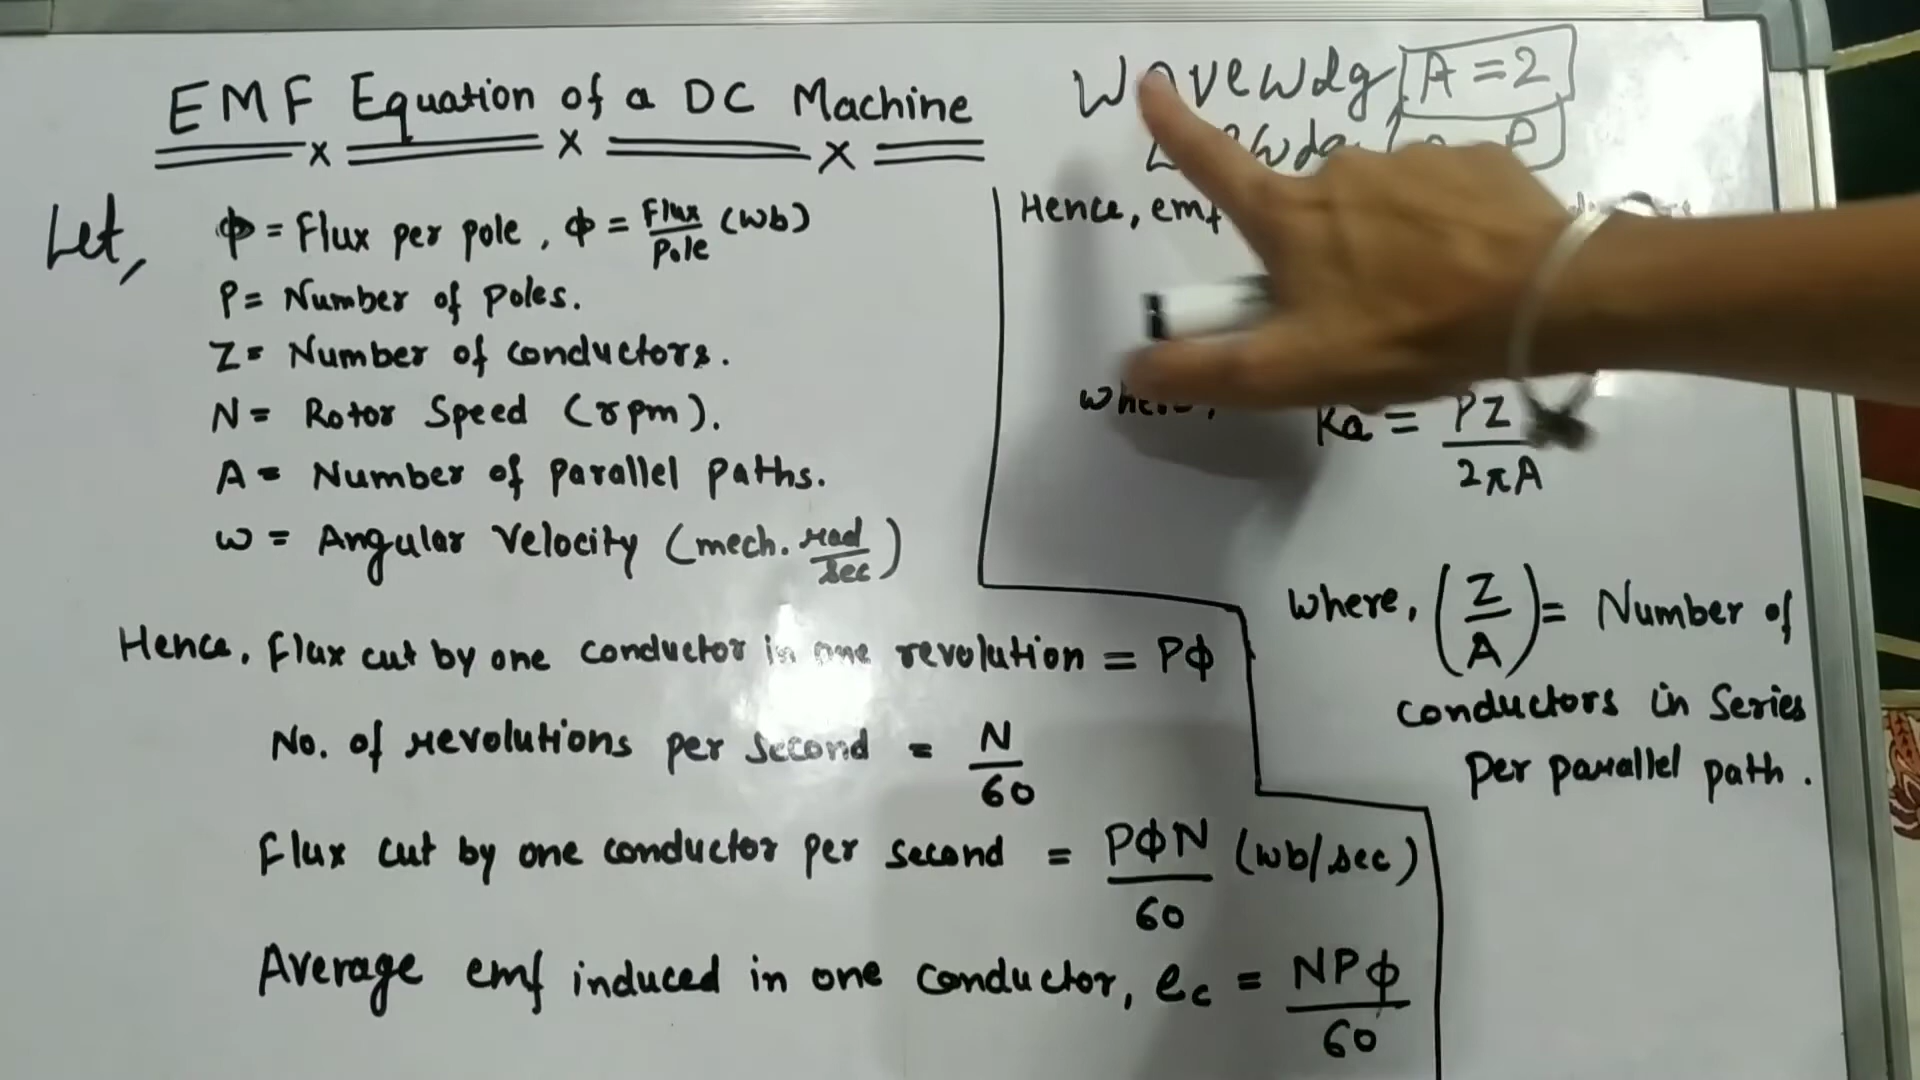 EMF Equation of a DC Machine
Let,
Φ = Flux per pole, Φ = Flux/Pole (wb)
P = Number of poles.
Z = Number of conductors.
N = Rotor Speed (rpm).
A = Number of parallel paths.
ω = Angular Velocity (mech. rad/sec)
Hence, flux cut by one conductor in one revolution = PΦ
No. of revolutions per second = N/60
Flux cut by one conductor per second = PΦN/60 (wb/sec)
Average emf induced in one conductor, ec = NPΦ/60
Wave wdg A = 2
wdg P
Hence, emf
where,
Ka = PZ/2πA
where, (Z/A) = Number of
conductors in series
per parallel path.